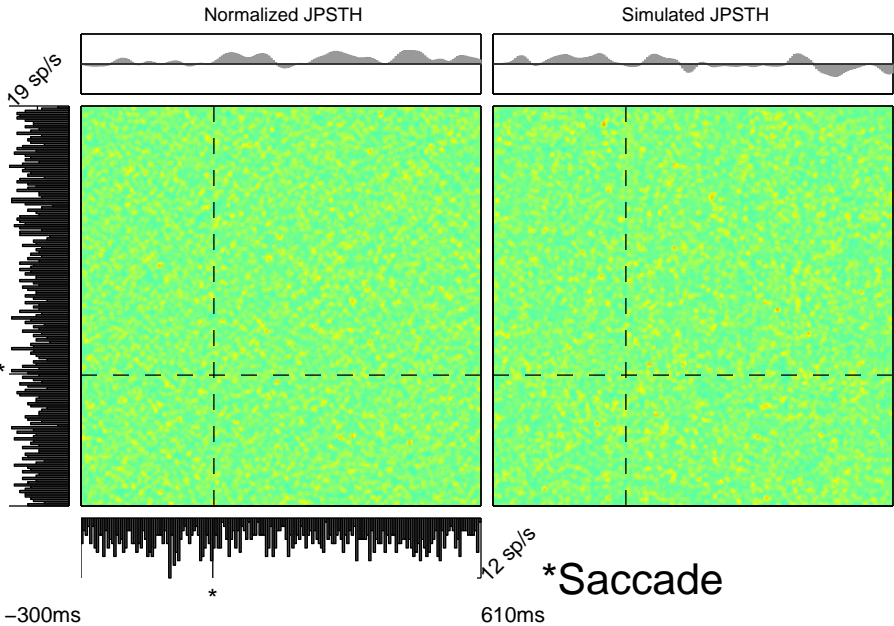 Normalized JPSTH
Simulated JPSTH
19 sp/s
*
12 sp/s
*
*Saccade
−300ms
610ms